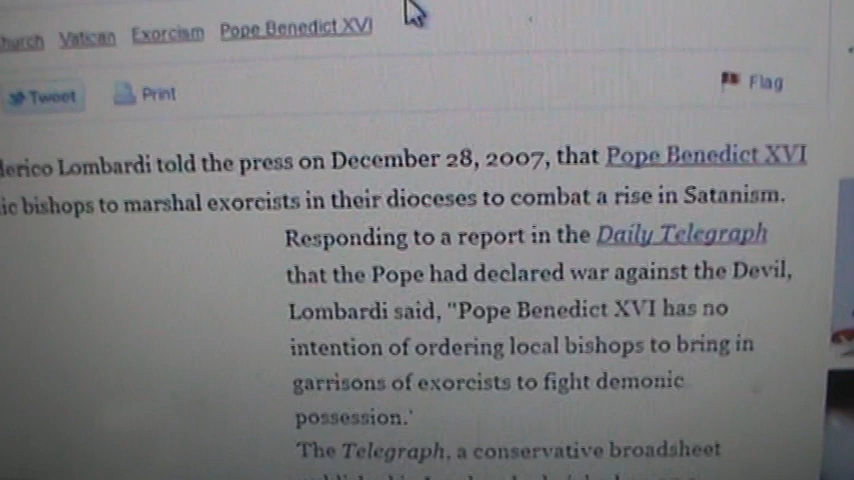 hurch Vatican Exorcism Pope Benedict XVI
Tweet Print Flag
derico Lombardi told the press on December 28, 2007, that Pope Benedict XVI
ic bishops to marshal exorcists in their dioceses to combat a rise in Satanism.
Responding to a report in the Daily Telegraph
that the Pope had declared war against the Devil,
Lombardi said, "Pope Benedict XVI has no
intention of ordering local bishops to bring in
garrisons of exorcists to fight demonic
possession.'
The Telegraph, a conservative broadsheet